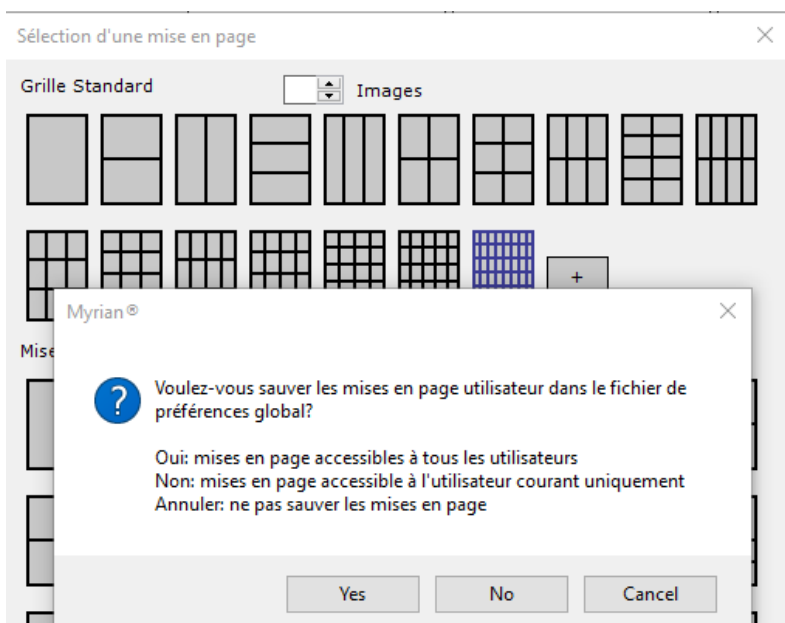 Sélection d'une mise en page
Grille Standard
Images
+
Myrian®
Mise
Voulez-vous sauver les mises en page utilisateur dans le fichier de
préférences global?
Oui: mises en page accessibles à tous les utilisateurs
Non: mises en page accessible à l'utilisateur courant uniquement
Annuler: ne pas sauver les mises en page
Yes
No
Cancel